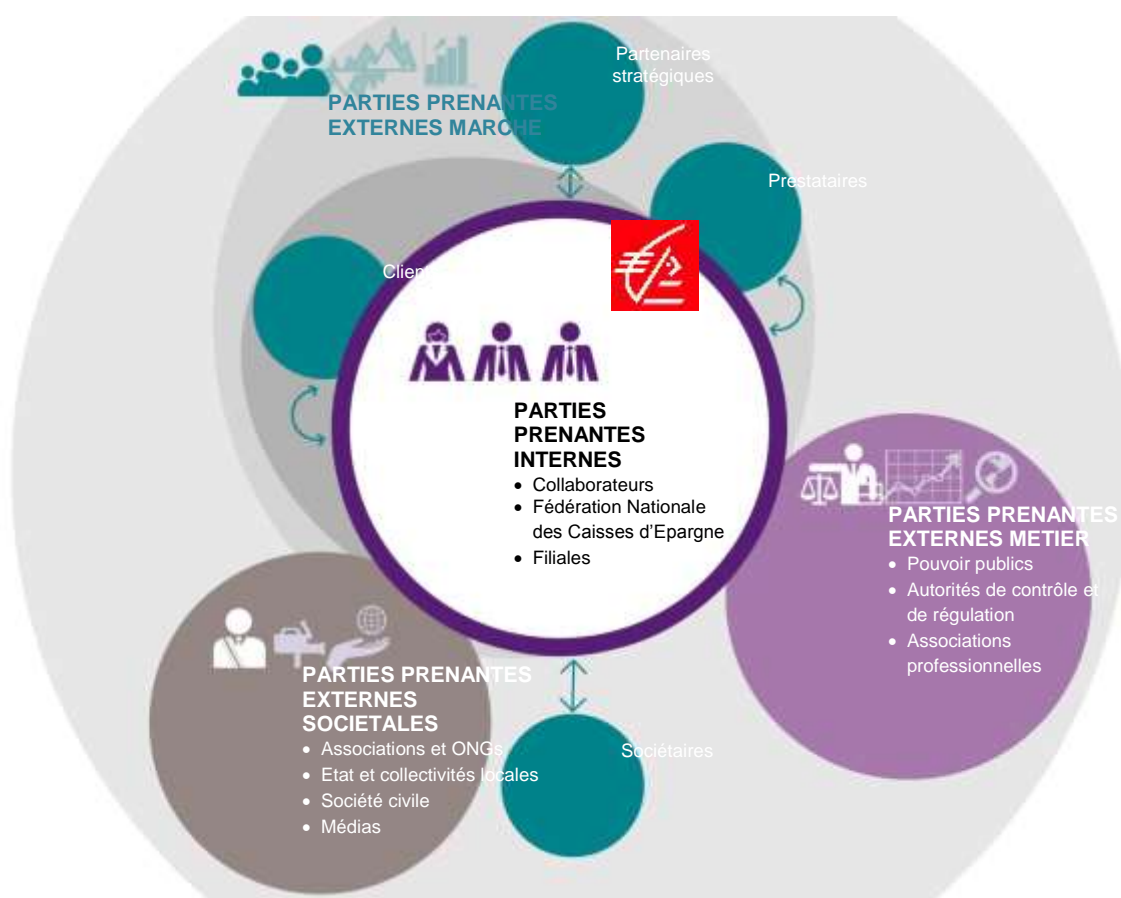 Partenaires
stratégiques
PARTIES PRENANTES
EXTERNES MARCHE
Prestataires
PARTIES
PRENANTES
INTERNES
• Collaborateurs
• Fédération Nationale
des Caisses d’Epargne
• Filiales
PARTIES PRENANTES
EXTERNES METIER
• Pouvoir publics
• Autorités de contrôle et
de régulation
• Associations
professionnelles
PARTIES PRENANTES
EXTERNES
SOCIETALES
• Associations et ONGs
• Etat et collectivités locales
• Société civile
• Médias
Sociétaires